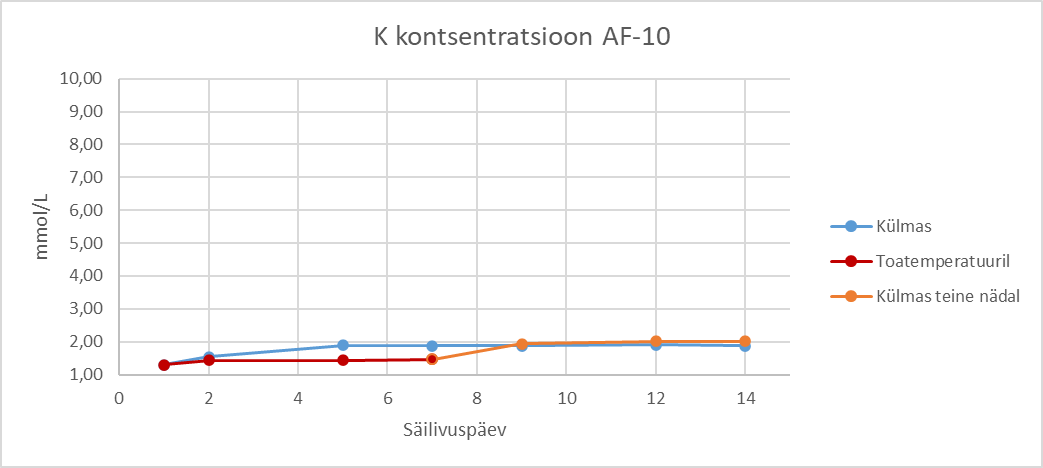 K kontsentratsioon AF-10
10,00
9,00
8,00
7,00
6,00
5,00
4,00
3,00
2,00
1,00
mmol/L
0 2 4 6 8 10 12 14
Säilivuspäev
Külmas
Toatemperatuuril
Külmas teine nädal